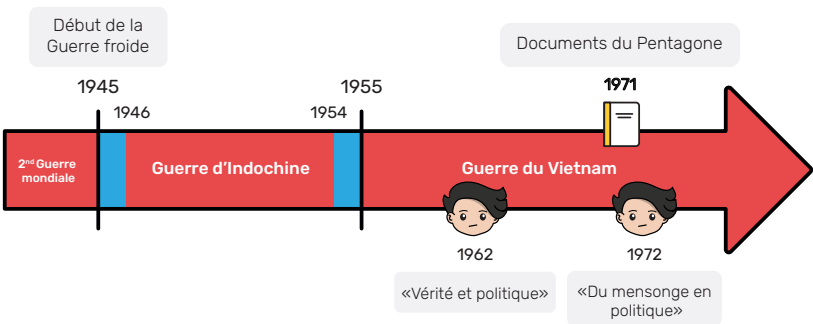 Début de la
Guerre froide
Documents du Pentagone
1945
1955
1971
1946
1954
2nd Guerre
mondiale
Guerre d’Indochine
Guerre du Vietnam
1962
1972
«Vérité et politique»
«Du mensonge en
politique»